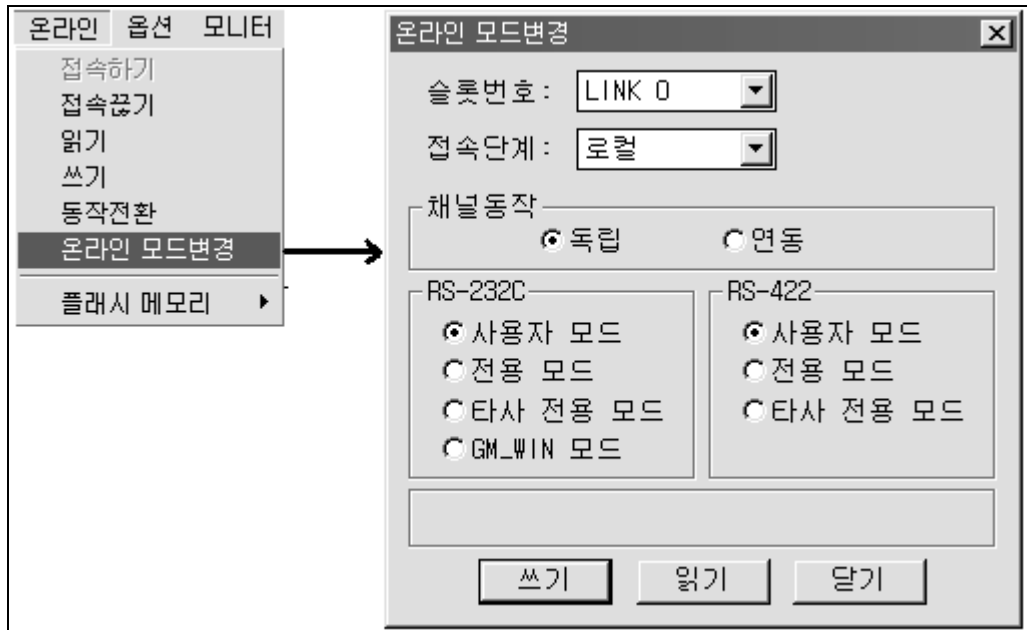 온라인 옵션 모니터
접속하기
접속끊기
읽기
쓰기
동작전환
온라인 모드변경
플래시 메모리
온라인 모드변경
슬롯번호: LINK 0
접속단계: 로컬
채널동작
독립 연동
RS-232C
사용자 모드
전용 모드
타사 전용 모드
GM_WIN 모드
RS-422
사용자 모드
전용 모드
타사 전용 모드
쓰기 읽기 닫기